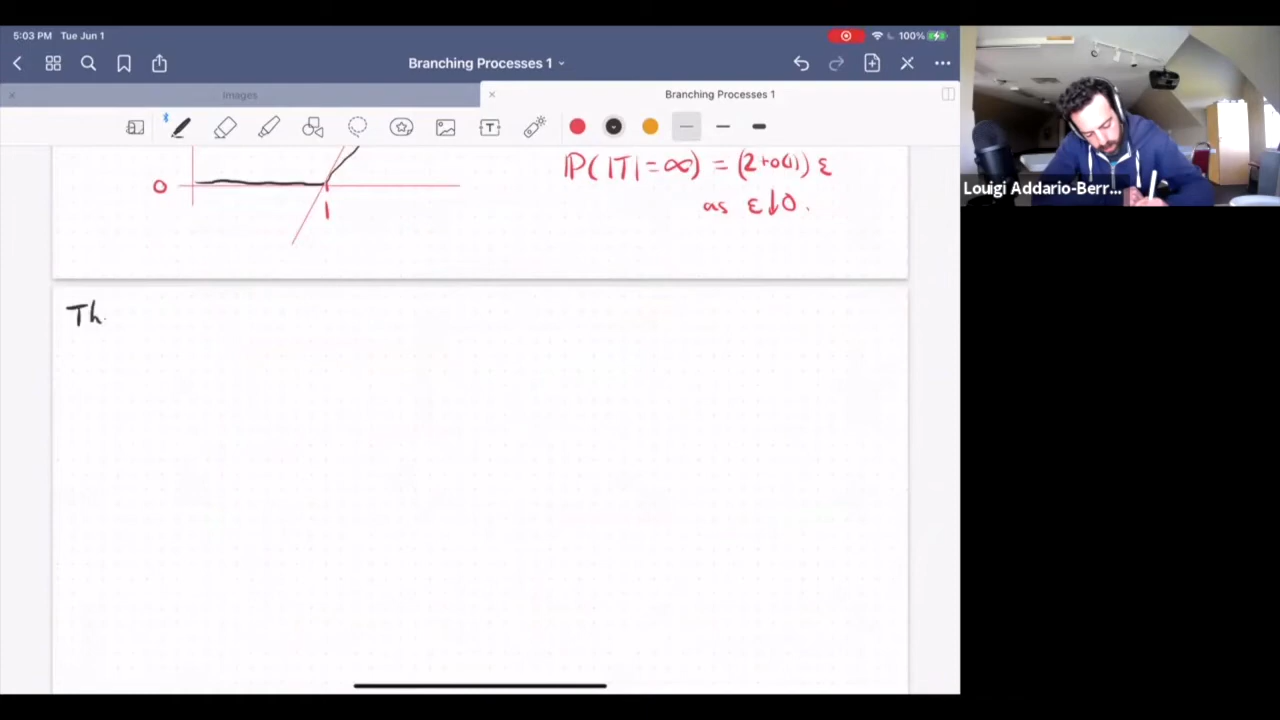 5:03 PM Tue Jun 1
100%
Branching Processes 1
Images
Branching Processes 1
T
0
1
ℙ( |T| = ∞) = (2+o(1)) ε
as ε↓0.
Th
Louigi Addario-Berr...